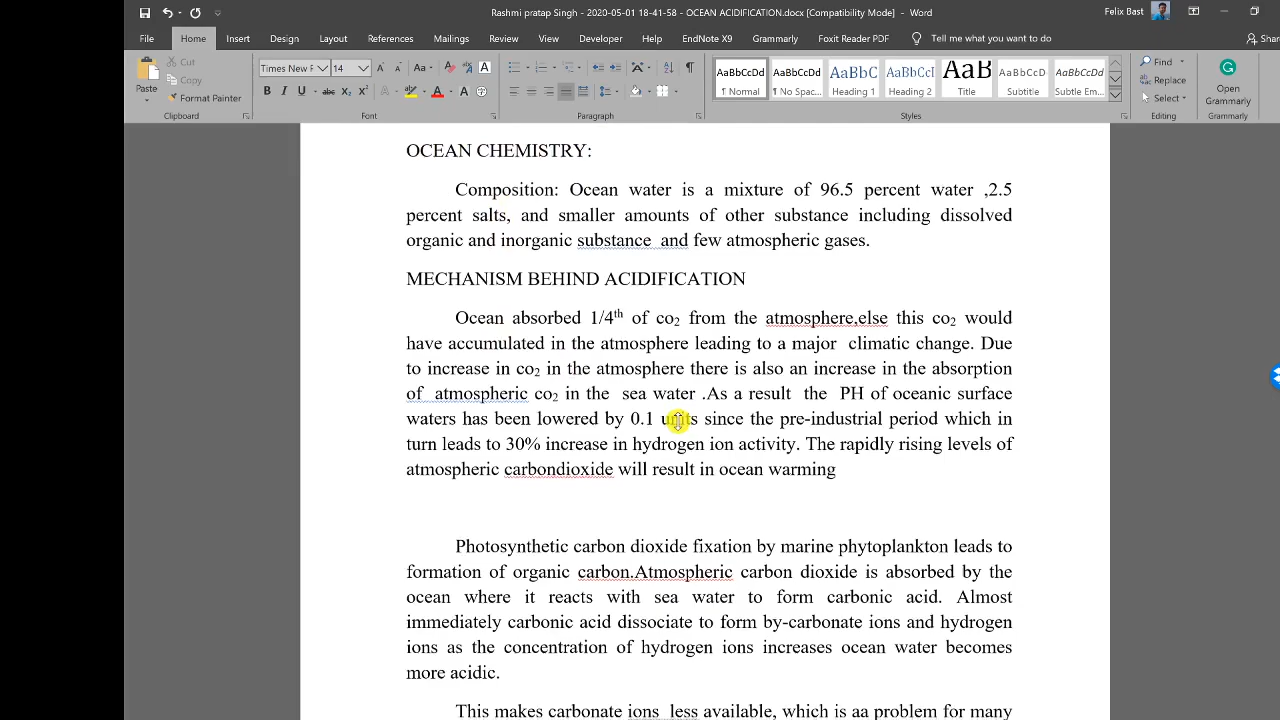 Rashmi pratap Singh - 2020-05-01 18-41-58 - OCEAN ACIDIFICATION.docx [Compatibility Mode] - Word
Felix Bast
File Home Insert Design Layout References Mailings Review View Developer Help EndNote X9 Grammarly Foxit Reader PDF Tell me what you want to do Share
Paste
Cut
Copy
Format Painter
Clipboard
Times New 14
Font
Paragraph
AaBbCcDd AaBbCcDd AaBbC AaBbCcI AaB AaBbCcD AaBbCcDd
¶ Normal ¶ No Spac... Heading 1 Heading 2 Title Subtitle Subtle Em...
Styles
Find
Replace
Select
Editing
Open Grammarly
Grammarly
OCEAN CHEMISTRY:
Composition: Ocean water is a mixture of 96.5 percent water ,2.5
percent salts, and smaller amounts of other substance including dissolved
organic and inorganic substance and few atmospheric gases.
MECHANISM BEHIND ACIDIFICATION
Ocean absorbed 1/4th of co2 from the atmosphere,else this co2 would
have accumulated in the atmosphere leading to a major climatic change. Due
to increase in co2 in the atmosphere there is also an increase in the absorption
of atmospheric co2 in the sea water .As a result the PH of oceanic surface
waters has been lowered by 0.1 units since the pre-industrial period which in
turn leads to 30% increase in hydrogen ion activity. The rapidly rising levels of
atmospheric carbondioxide will result in ocean warming
Photosynthetic carbon dioxide fixation by marine phytoplankton leads to
formation of organic carbon.Atmospheric carbon dioxide is absorbed by the
ocean where it reacts with sea water to form carbonic acid. Almost
immediately carbonic acid dissociate to form by-carbonate ions and hydrogen
ions as the concentration of hydrogen ions increases ocean water becomes
more acidic.
This makes carbonate ions less available, which is aa problem for many